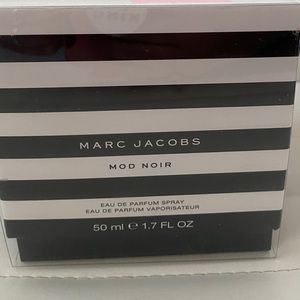 MARC JACOBS
MOD NOIR
EAU DE PARFUM SPRAY
EAU DE PARFUM VAPORISATEUR
50 ml ℮ 1.7 FL OZ